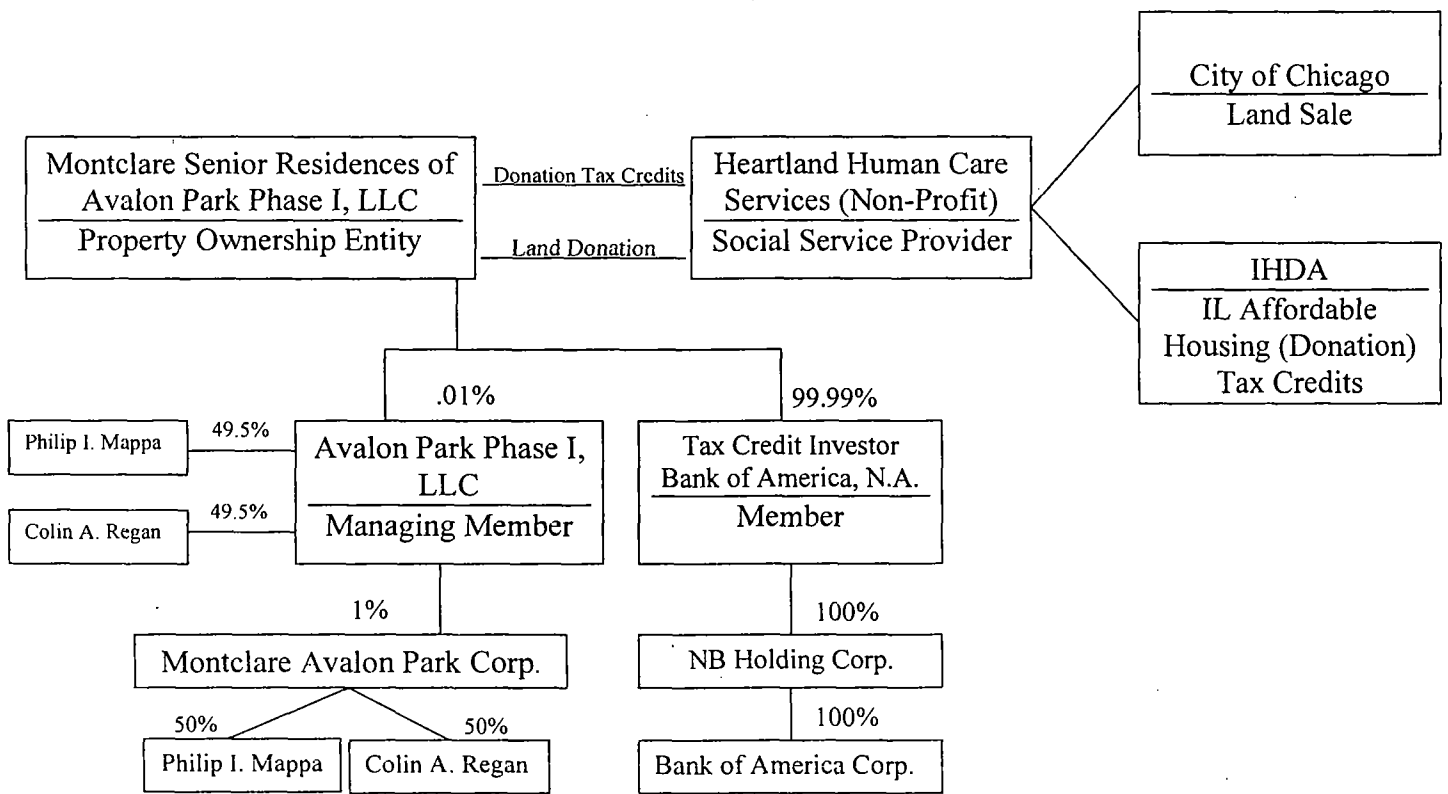 City of Chicago
Land Sale
Montclare Senior Residences of
Avalon Park Phase I, LLC
Property Ownership Entity
Donation Tax Credits
Land Donation
Heartland Human Care
Services (Non-Profit)
Social Service Provider
IHDA
IL Affordable
Housing (Donation)
Tax Credits
.01%
99.99%
Philip I. Mappa
49.5%
Colin A. Regan
49.5%
Avalon Park Phase I,
LLC
Managing Member
Tax Credit Investor
Bank of America, N.A.
Member
1%
100%
Montclare Avalon Park Corp.
NB Holding Corp.
50%
50%
100%
Philip I. Mappa
Colin A. Regan
Bank of America Corp.